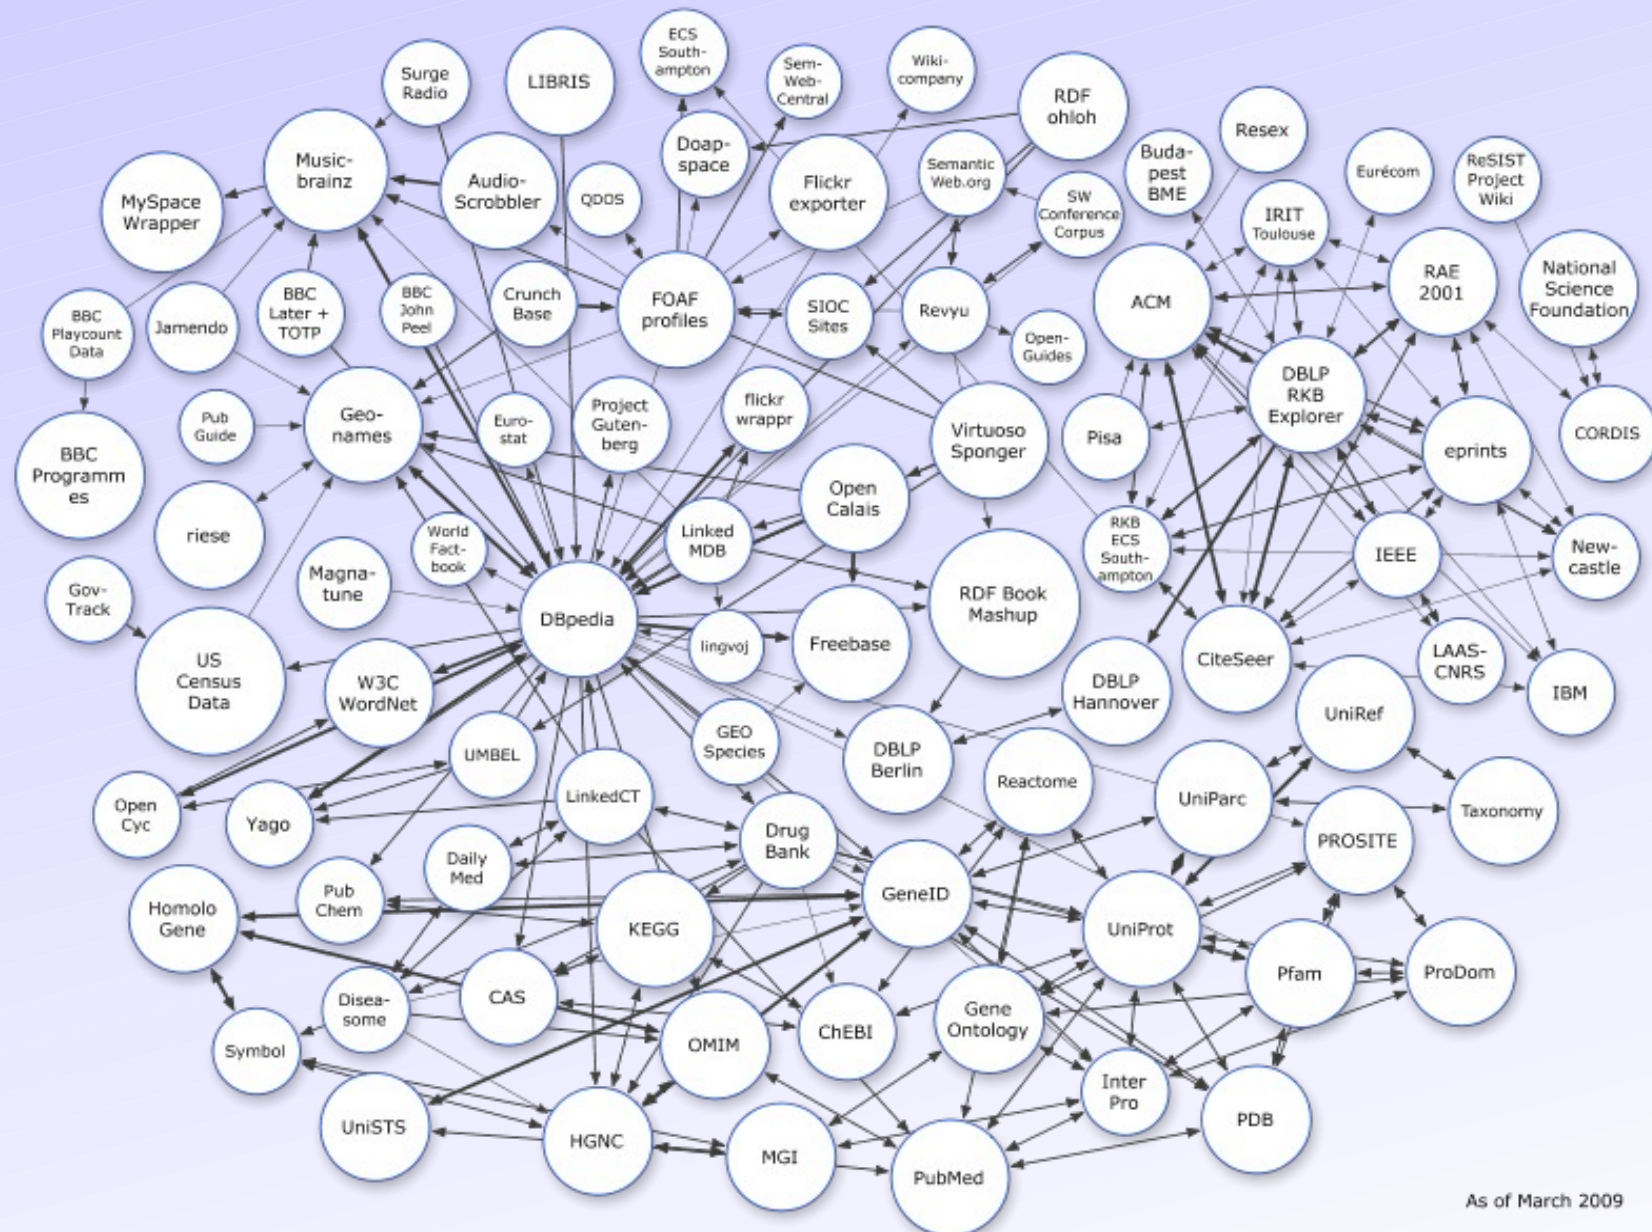 ECS
South-
ampton
Surge
Radio
LIBRIS
Sem-
Web-
Central
Wiki-
company
RDF
ohloh
Resex
Music-
brainz
Doap-
space
Flickr
exporter
Semantic
Web.org
Buda-
pest
BME
Eurécom
ReSIST
Project
Wiki
MySpace
Wrapper
Audio-
Scrobbler
QDOS
SW
Conference
Corpus
IRIT
Toulouse
BBC
Playcount
Data
Jamendo
BBC
Later +
TOTP
BBC
John
Peel
Crunch
Base
FOAF
profiles
SIOC
Sites
Revyu
Open-
Guides
ACM
RAE
2001
National
Science
Foundation
BBC
Programm
es
Pub
Guide
Geo-
names
Euro-
stat
Project
Guten-
berg
flickr
wrappr
Virtuoso
Sponger
Pisa
DBLP
RKB
Explorer
eprints
CORDIS
riese
World
Fact-
book
Linked
MDB
Open
Calais
RKB
ECS
South-
ampton
IEEE
New-
castle
Gov-
Track
Magna-
tune
DBpedia
lingvoj
Freebase
RDF Book
Mashup
US
Census
Data
W3C
WordNet
DBLP
Hannover
CiteSeer
LAAS-
CNRS
IBM
UMBEL
GEO
Species
DBLP
Berlin
UniRef
Open
Cyc
Yago
LinkedCT
Reactome
UniParc
Taxonomy
Daily
Med
Drug
Bank
PROSITE
Homolo
Gene
Pub
Chem
KEGG
GeneID
UniProt
Pfam
ProDom
Disea-
some
CAS
OMIM
ChEBI
Gene
Ontology
Symbol
Inter
Pro
UniSTS
HGNC
MGI
PubMed
PDB
As of March 2009